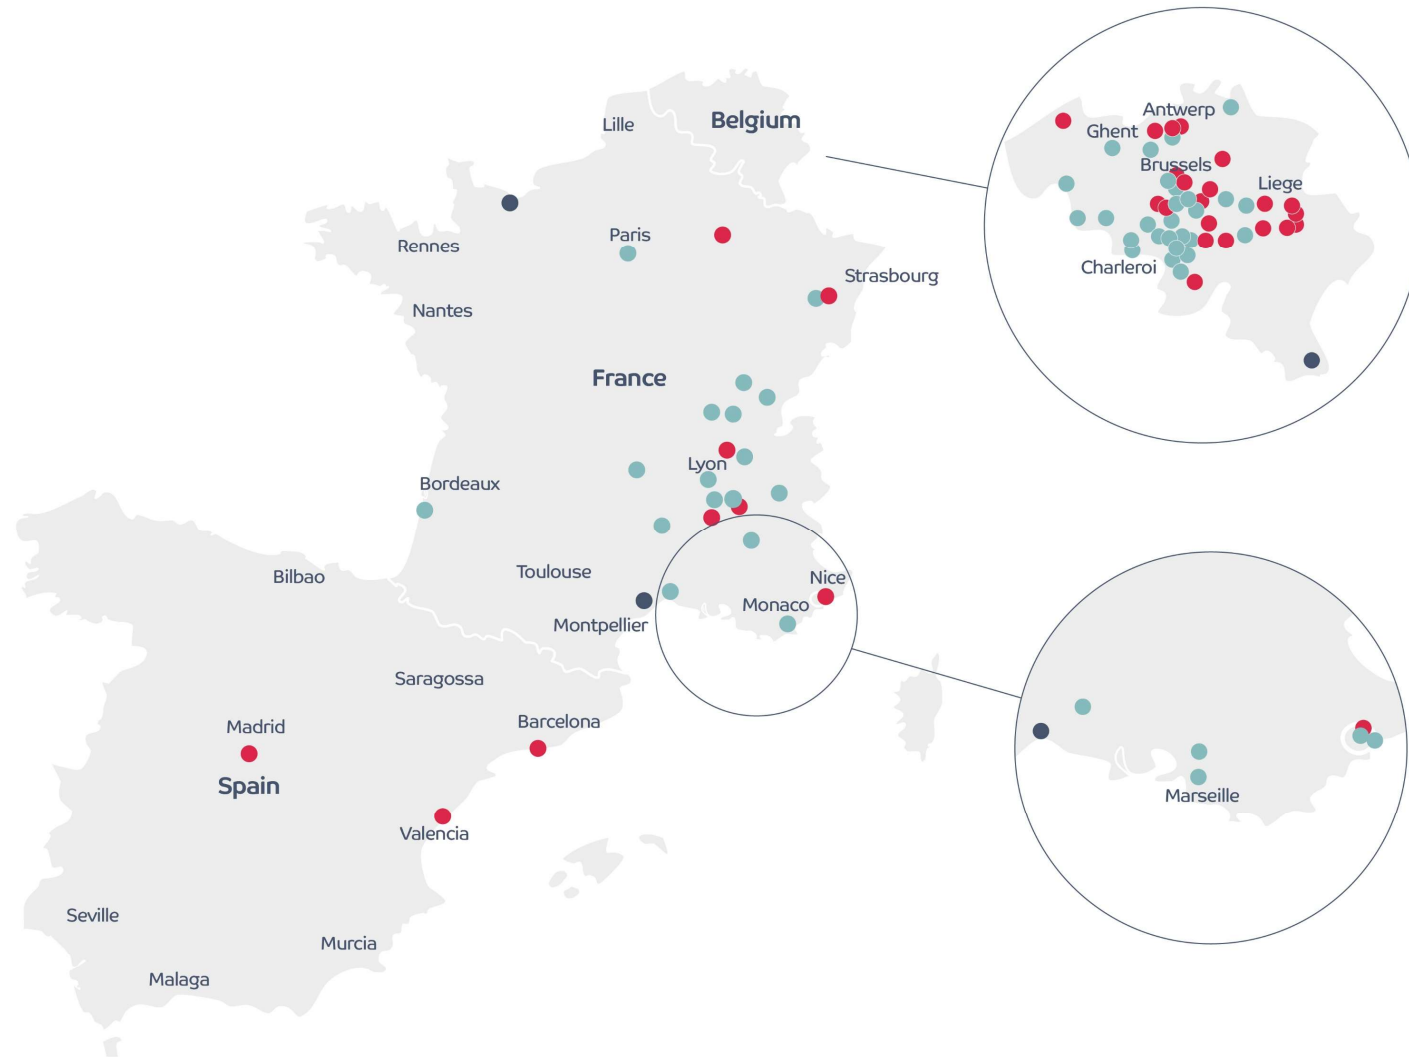 Lille
Belgium
Antwerp
Ghent
Brussels
Liege
Charleroi
Rennes
Paris
Strasbourg
Nantes
France
Lyon
Bordeaux
Bilbao
Toulouse
Nice
Monaco
Montpellier
Saragossa
Barcelona
Madrid
Spain
Valencia
Marseille
Seville
Murcia
Malaga